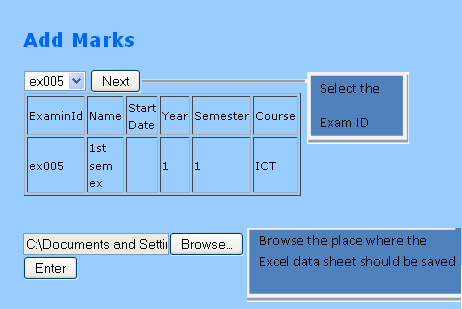 Add Marks
ex005 Next
Select the
Exam ID
ExaminId Name Start Date Year Semester Course
ex005 1st sem ex 1 1 ICT
C:\Documents and Settin Browse...
Browse the place where the
Excel data sheet should be saved
Enter